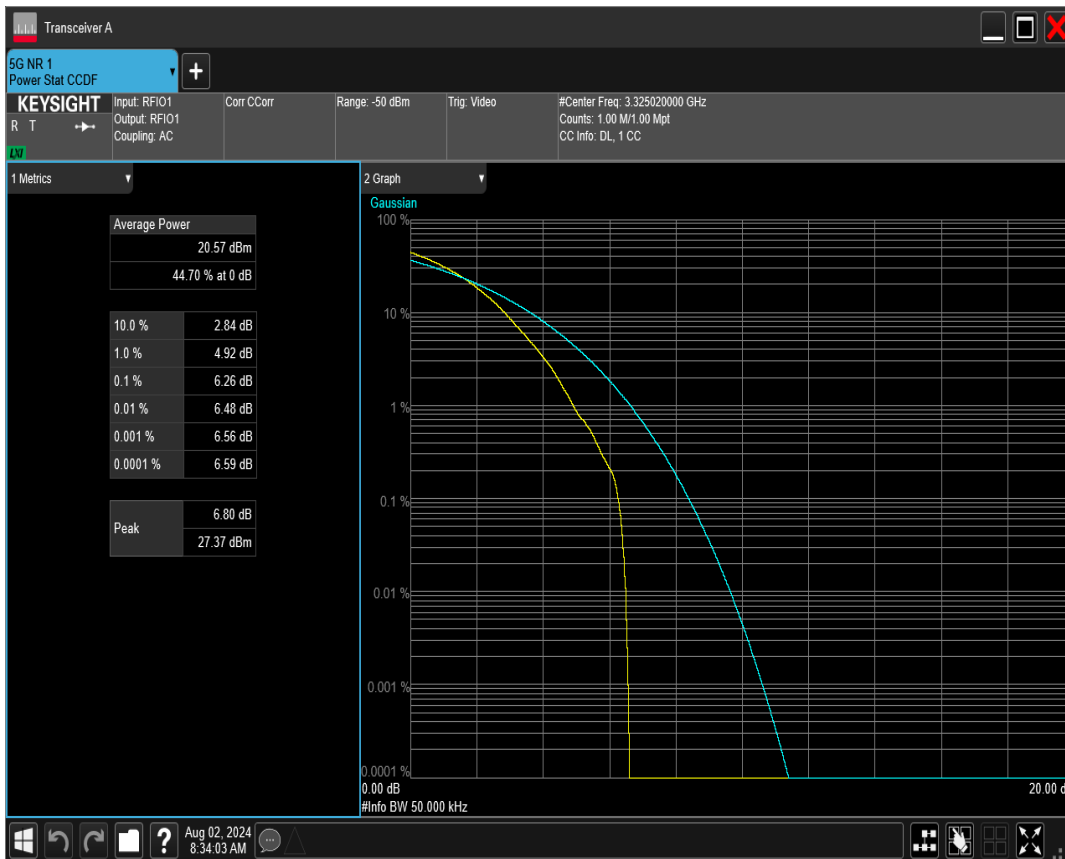 Transceiver A
5G NR 1
Power Stat CCDF
+
KEYSIGHT
R T
LXI
Input: RFIO1
Output: RFIO1
Coupling: AC
Corr CCorr
Range: -50 dBm
Trig: Video
#Center Freq: 3.325020000 GHz
Counts: 1.00 M/1.00 Mpt
CC Info: DL, 1 CC
1 Metrics
Average Power
20.57 dBm
44.70 % at 0 dB
10.0 % 2.84 dB
1.0 % 4.92 dB
0.1 % 6.26 dB
0.01 % 6.48 dB
0.001 % 6.56 dB
0.0001 % 6.59 dB
Peak
6.80 dB
27.37 dBm
2 Graph
Gaussian
100 %
10 %
1 %
0.1 %
0.01 %
0.001 %
0.0001 %
0.00 dB
20.00 d
#Info BW 50.000 kHz
?
Aug 02, 2024
8:34:03 AM